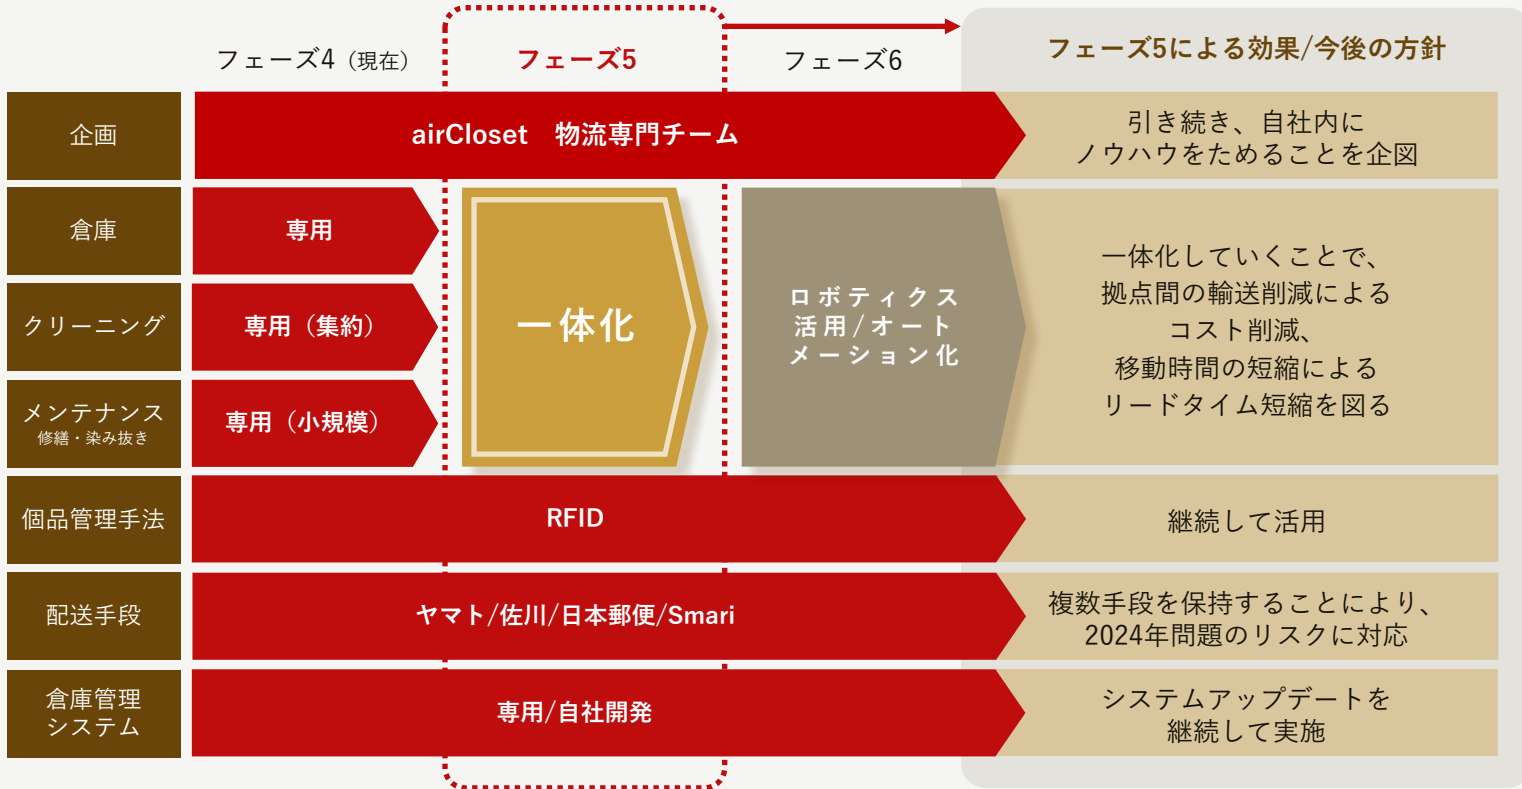 フェーズ4（現在）
フェーズ5
フェーズ6
フェーズ5による効果/今後の方針
企画
airCloset　物流専門チーム
引き続き、自社内に
ノウハウをためることを企図
倉庫
専用
クリーニング
専用（集約）
メンテナンス
修繕・染み抜き
専用（小規模）
一体化
ロボティクス
活用/オート
メーション化
一体化していくことで、
拠点間の輸送削減による
コスト削減、
移動時間の短縮による
リードタイム短縮を図る
個品管理手法
RFID
継続して活用
配送手段
ヤマト/佐川/日本郵便/Smari
複数手段を保持することにより、
2024年問題のリスクに対応
倉庫管理
システム
専用/自社開発
システムアップデートを
継続して実施